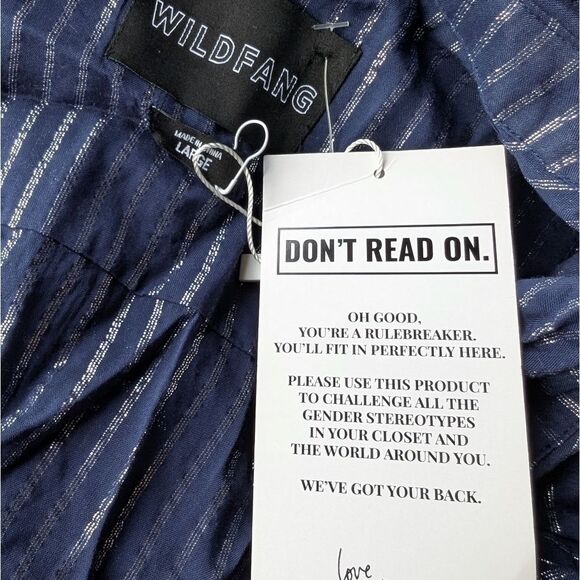 WILDFANG
MADE IN CHINA
LARGE
DON'T READ ON.
OH GOOD,
YOU'RE A RULEBREAKER.
YOU'LL FIT IN PERFECTLY HERE.
PLEASE USE THIS PRODUCT
TO CHALLENGE ALL THE
GENDER STEREOTYPES
IN YOUR CLOSET AND
THE WORLD AROUND YOU.
WE'VE GOT YOUR BACK.
love,